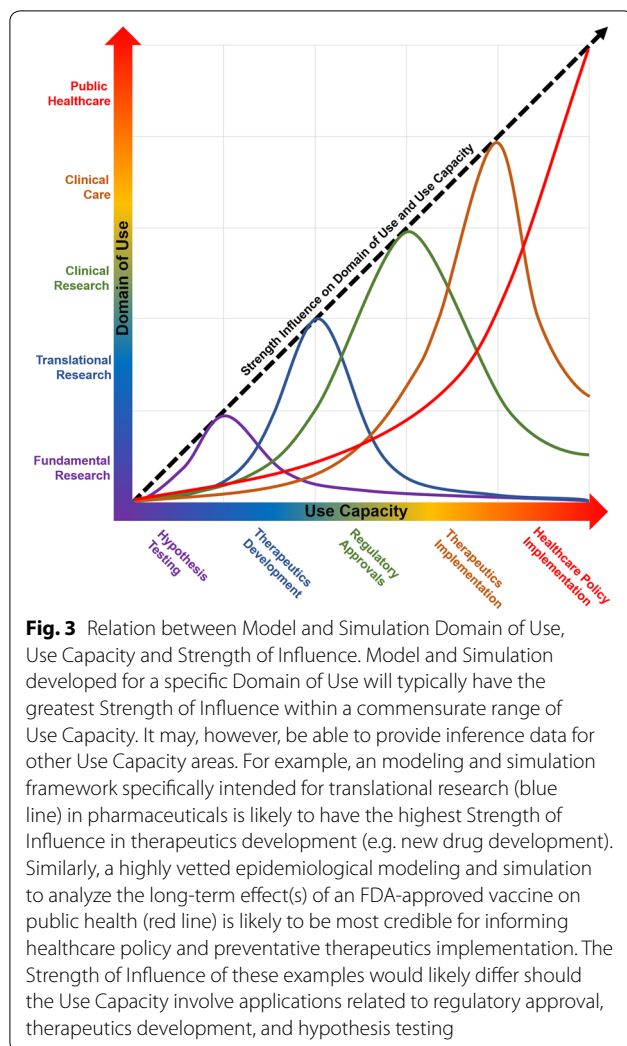 Public
Healthcare
Clinical
Care
Clinical
Research
Translational
Research
Fundamental
Research
Domain of Use
Strength Influence on Domain of Use and Use Capacity
Use Capacity
Hypothesis
Testing
Therapeutics
Development
Regulatory
Approvals
Therapeutics
Implementation
Healthcare Policy
Implementation
Fig. 3 Relation between Model and Simulation Domain of Use,
Use Capacity and Strength of Influence. Model and Simulation
developed for a specific Domain of Use will typically have the
greatest Strength of Influence within a commensurate range of
Use Capacity. It may, however, be able to provide inference data for
other Use Capacity areas. For example, an modeling and simulation
framework specifically intended for translational research (blue
line) in pharmaceuticals is likely to have the highest Strength of
Influence in therapeutics development (e.g. new drug development).
Similarly, a highly vetted epidemiological modeling and simulation
to analyze the long-term effect(s) of an FDA-approved vaccine on
public health (red line) is likely to be most credible for informing
healthcare policy and preventative therapeutics implementation. The
Strength of Influence of these examples would likely differ should
the Use Capacity involve applications related to regulatory approval,
therapeutics development, and hypothesis testing